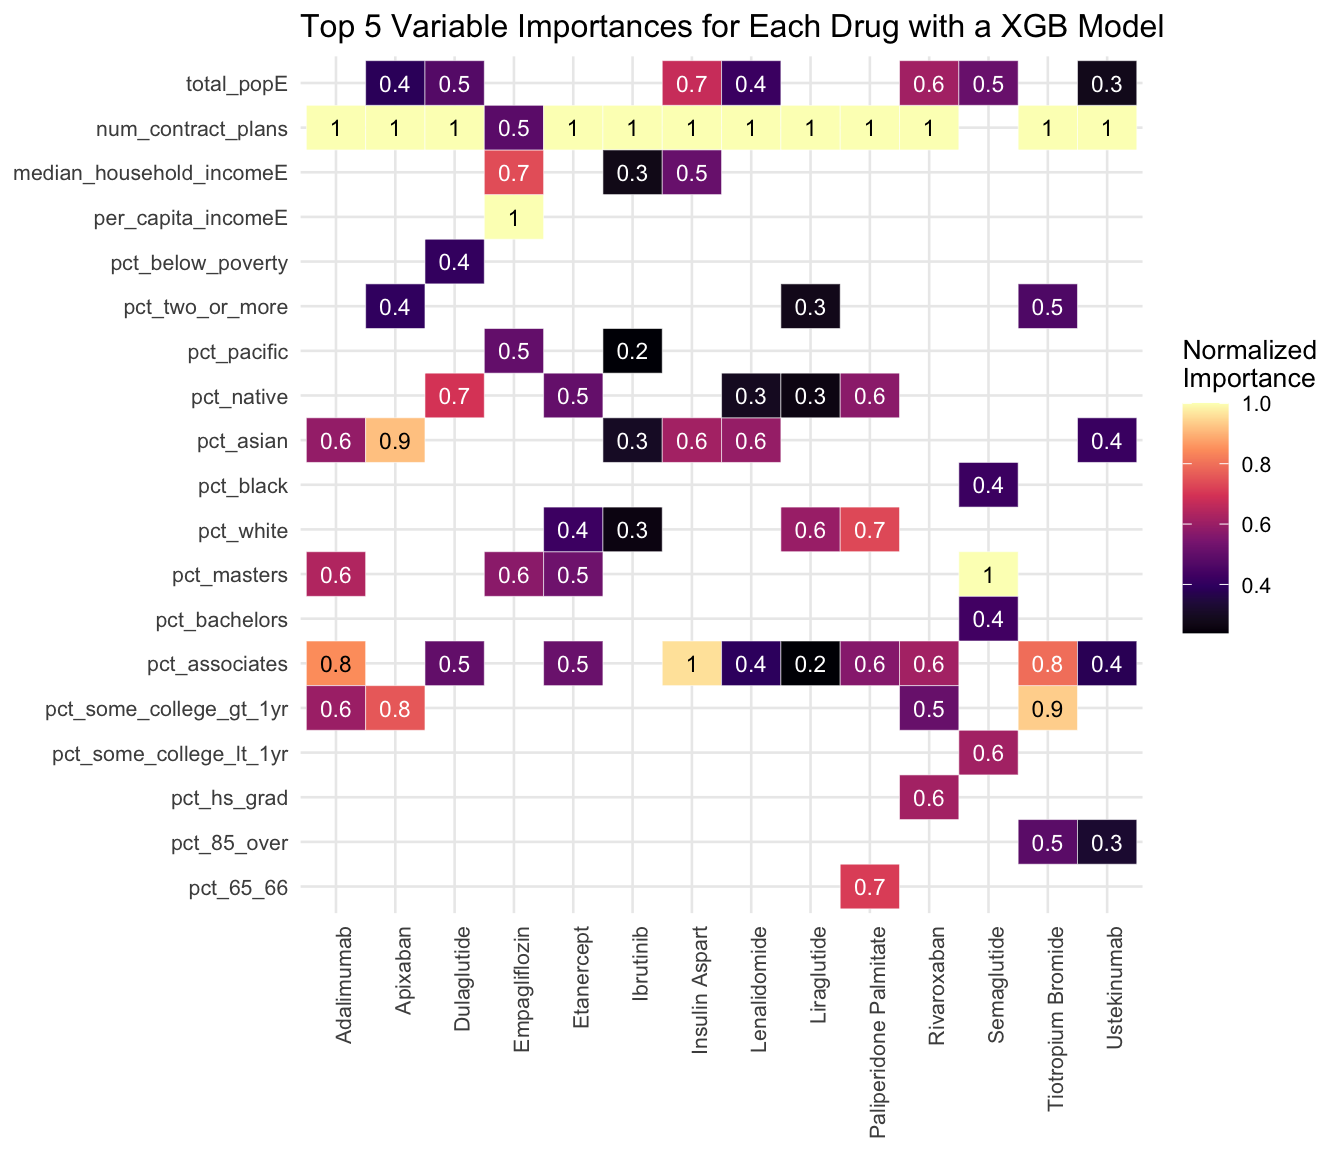 Top 5 Variable Importances for Each Drug with a XGB Model
total_popE 0.4 0.5 0.7 0.4 0.6 0.5 0.3
num_contract_plans 1 1 1 0.5 1 1 1 1 1 1 1 1 1
median_household_incomeE 0.7 0.3 0.5
per_capita_incomeE 1
pct_below_poverty 0.4
pct_two_or_more 0.4 0.3 0.5
pct_pacific 0.5 0.2
pct_native 0.7 0.5 0.3 0.3 0.6
pct_asian 0.6 0.9 0.3 0.6 0.6 0.4
pct_black 0.4
pct_white 0.4 0.3 0.6 0.7
pct_masters 0.6 0.6 0.5 1
pct_bachelors 0.4
pct_associates 0.8 0.5 0.5 1 0.4 0.2 0.6 0.6 0.8 0.4
pct_some_college_gt_1yr 0.6 0.8 0.5 0.9
pct_some_college_lt_1yr 0.6
pct_hs_grad 0.6
pct_85_over 0.5 0.3
pct_65_66 0.7
Adalimumab
Apixaban
Dulaglutide
Empagliflozin
Etanercept
Ibrutinib
Insulin Aspart
Lenalidomide
Liraglutide
Paliperidone Palmitate
Rivaroxaban
Semaglutide
Tiotropium Bromide
Ustekinumab
Normalized
Importance
1.0
0.8
0.6
0.4